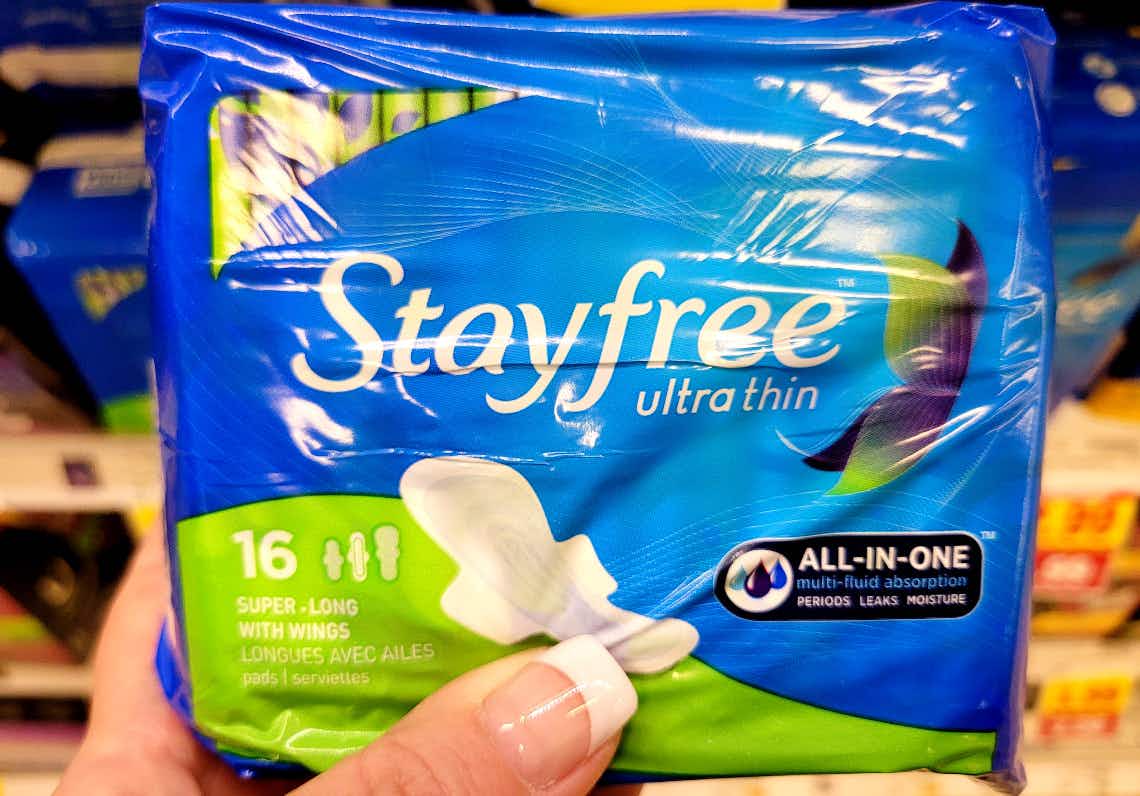 Stayfree™
ultra thin
16
SUPER - LONG
WITH WINGS
LONGUES AVEC AILES
pads | serviettes
ALL-IN-ONE™
multi-fluid absorption
PERIODS LEAKS MOISTURE